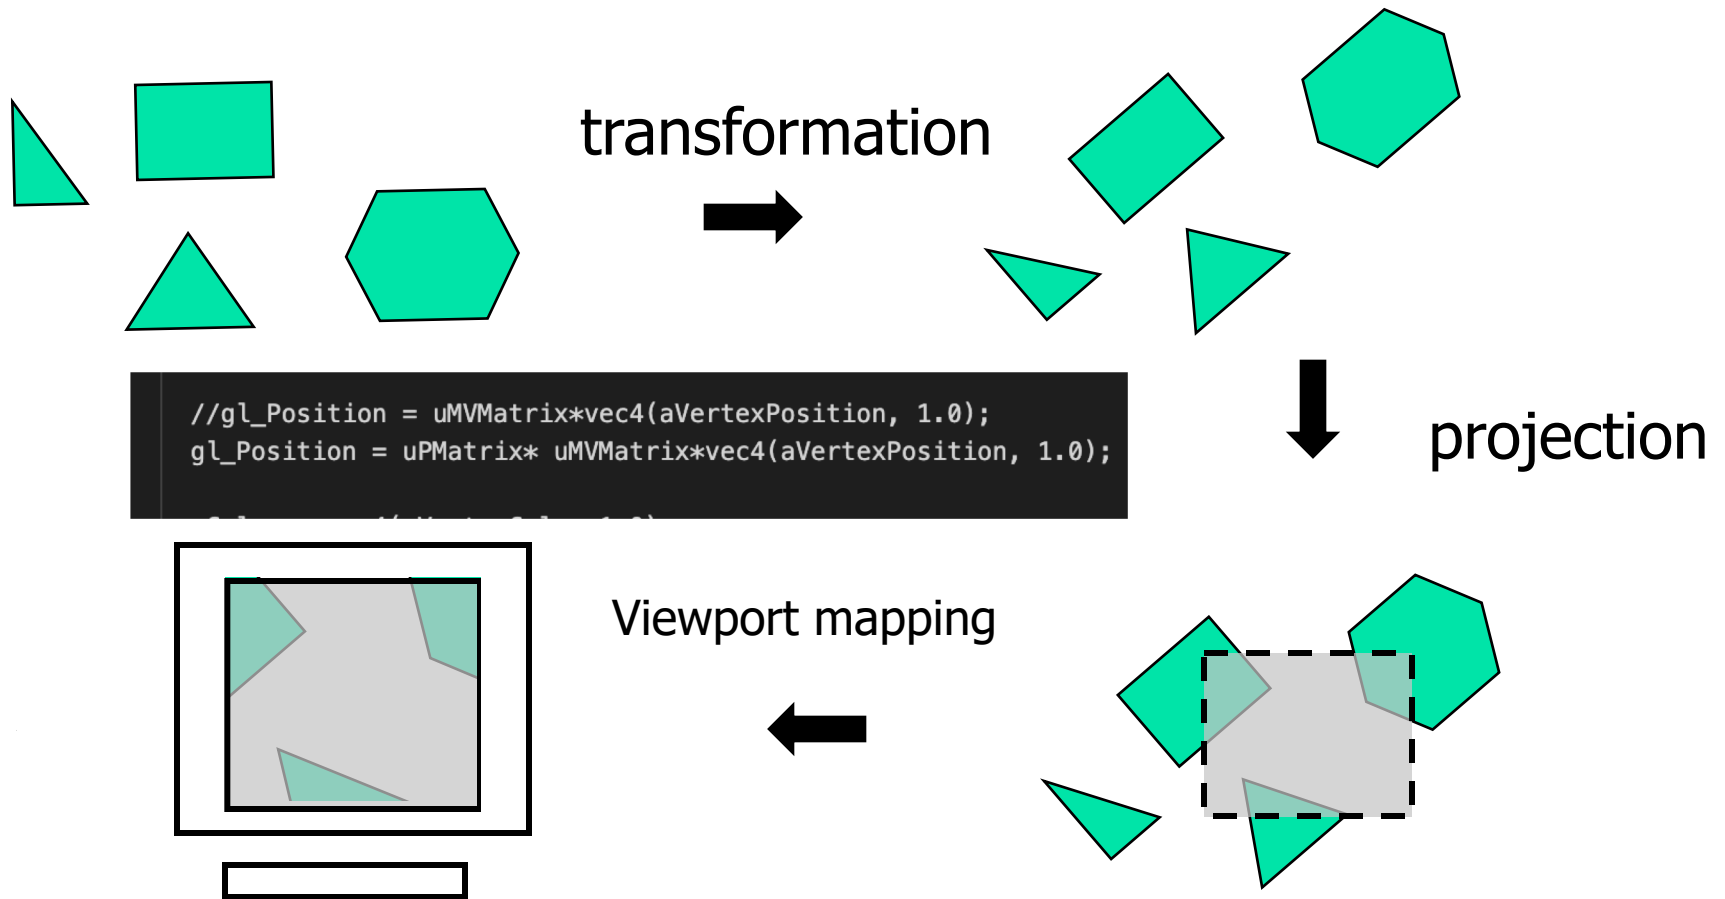 transformation
//gl_Position = uMVMatrix*vec4(aVertexPosition, 1.0);
gl_Position = uPMatrix* uMVMatrix*vec4(aVertexPosition, 1.0);
projection
Viewport mapping